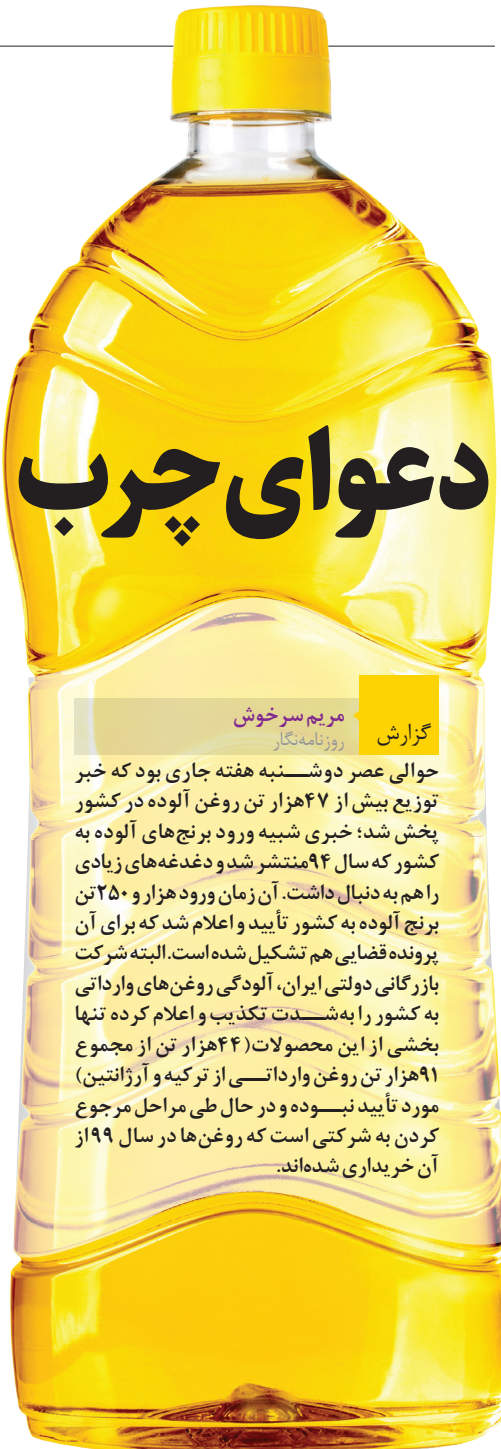 دعوای چرب
گزارش
مریم سرخوش
روزنامه‌نگار
حوالی عصر دوشنبه هفته جاری بود که خبر
توزیع بیش از ۴۷هزار تن روغن آلوده در کشور
پخش شد؛ خبری شبیه ورود برنج‌های آلوده به
کشور که سال ۹۴منتشر شد و دغدغه‌های زیادی
را هم به دنبال داشت. آن زمان ورود هزار و ۲۵۰تن
برنج آلوده به کشور تأیید و اعلام شد که برای آن
پرونده قضایی هم تشکیل شده است.البته شرکت
بازرگانی دولتی ایران، آلودگی روغن‌های وارداتی
به کشور را به‌شدت تکذیب و اعلام کرده تنها
بخشی از این محصولات( ۴۴هزار تن از مجموع
۹۱هزار تن روغن وارداتی از ترکیه و آرژانتین)
مورد تأیید نبوده و در حال طی مراحل مرجوع
کردن به شرکتی است که روغن‌ها در سال ۹۹از
آن خریداری شده‌اند.